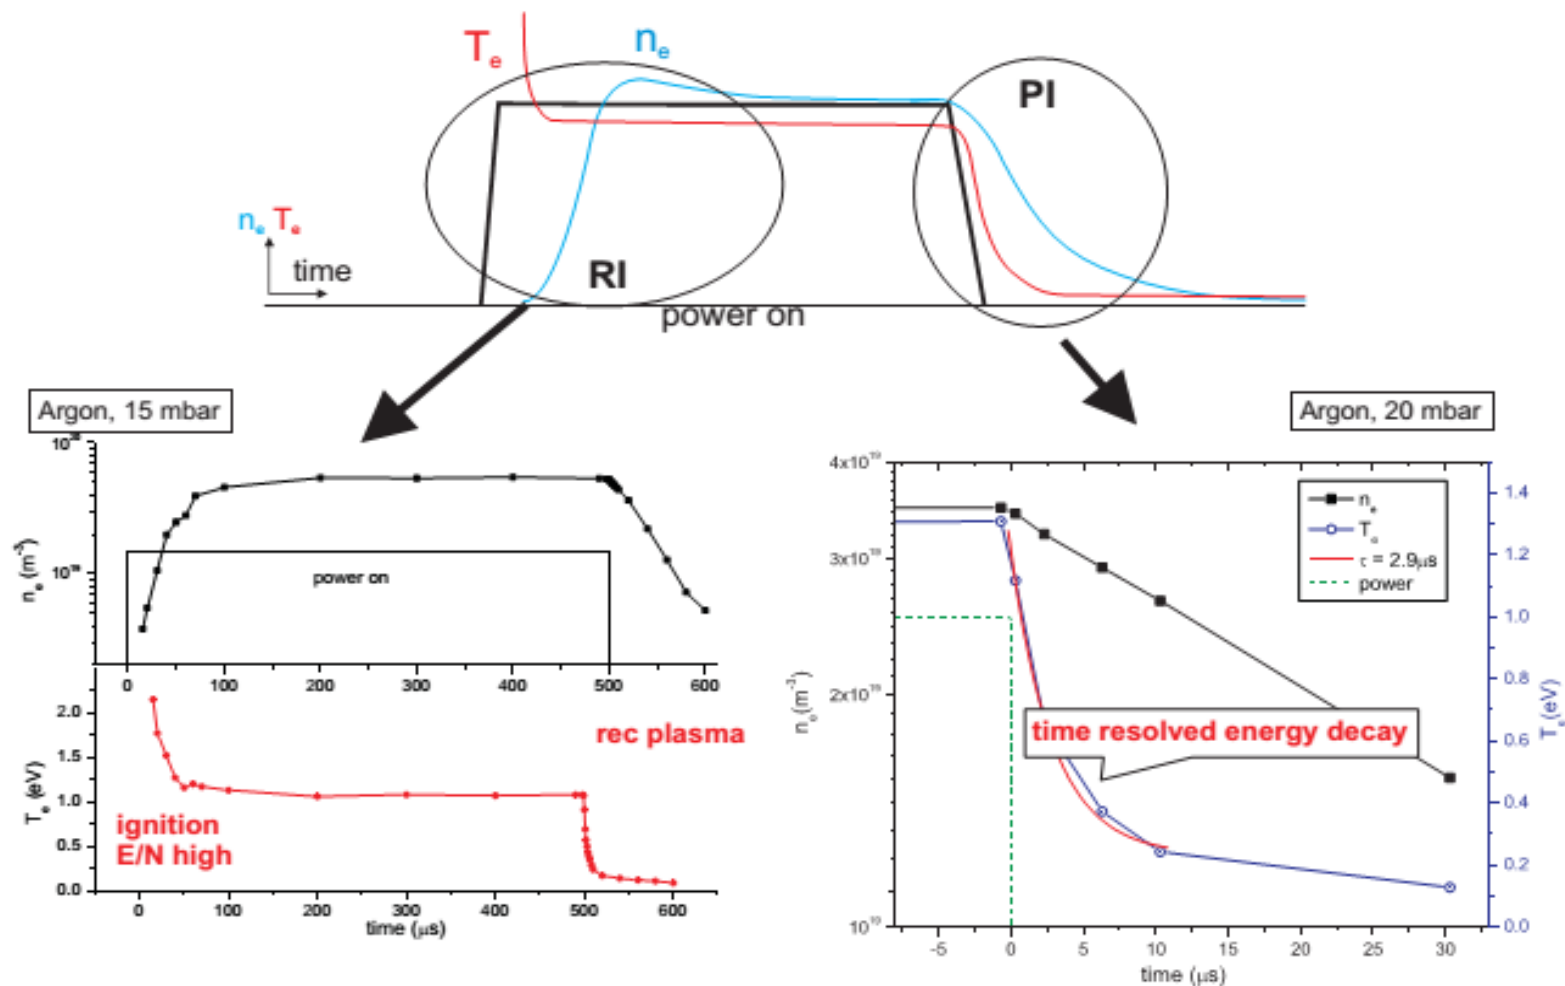 Tₑ
nₑ
PI
nₑ Tₑ
time
RI
power on
Argon, 15 mbar
Argon, 20 mbar
nₑ (m⁻³)
10²⁰
10¹⁹
power on
0 100 200 300 400 500 600
Tₑ (eV)
2.0
1.5
1.0
0.5
0.0
rec plasma
ignition
E/N high
0 100 200 300 400 500 600
time (μs)
nₑ(m⁻³)
4x10¹⁹
3x10¹⁹
2x10¹⁹
10¹⁹
nₑ
Tₑ
τ = 2.9μs
power
time resolved energy decay
1.4
1.2
1.0
0.8
0.6
0.4
0.2
0.0
Tₑ(eV)
-5 0 5 10 15 20 25 30
time (μs)